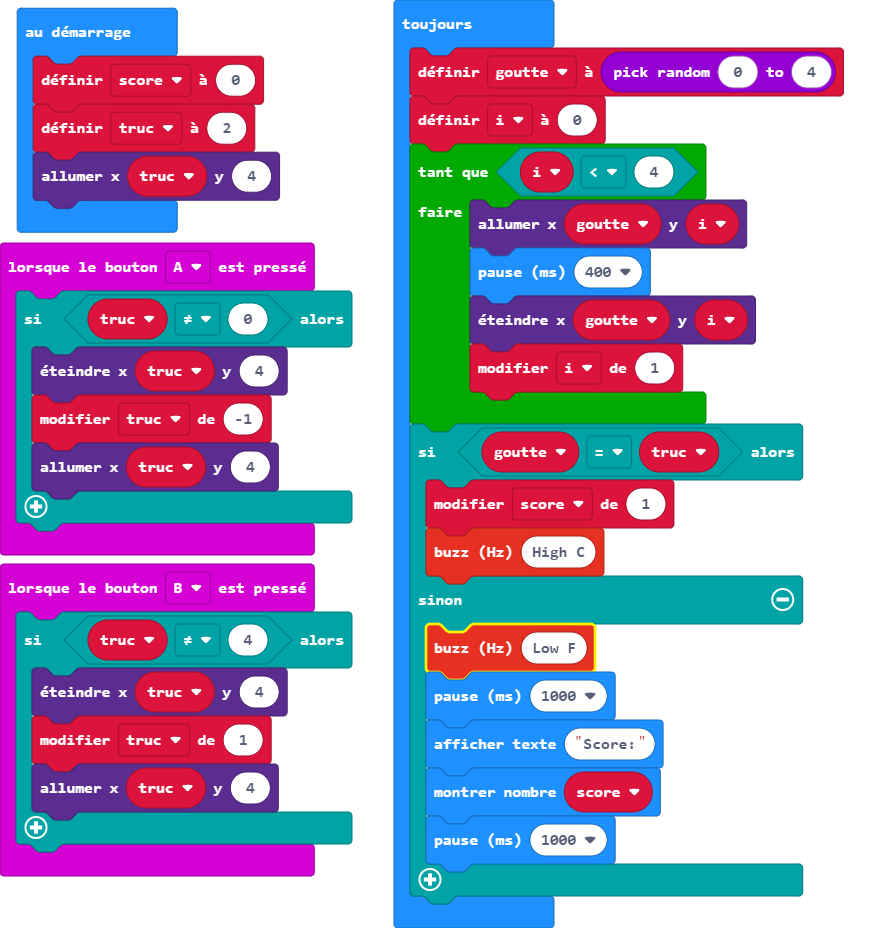 au démarrage
définir score à 0
définir truc à 2
allumer x truc y 4
lorsque le bouton A est pressé
si truc ≠ 0 alors
éteindre x truc y 4
modifier truc de -1
allumer x truc y 4
lorsque le bouton B est pressé
si truc ≠ 4 alors
éteindre x truc y 4
modifier truc de 1
allumer x truc y 4
toujours
définir goutte à pick random 0 to 4
définir i à 0
tant que i < 4
faire
allumer x goutte y i
pause (ms) 400
éteindre x goutte y i
modifier i de 1
si goutte = truc alors
modifier score de 1
buzz (Hz) High C
sinon
buzz (Hz) Low F
pause (ms) 1000
afficher texte "Score:"
montrer nombre score
pause (ms) 1000